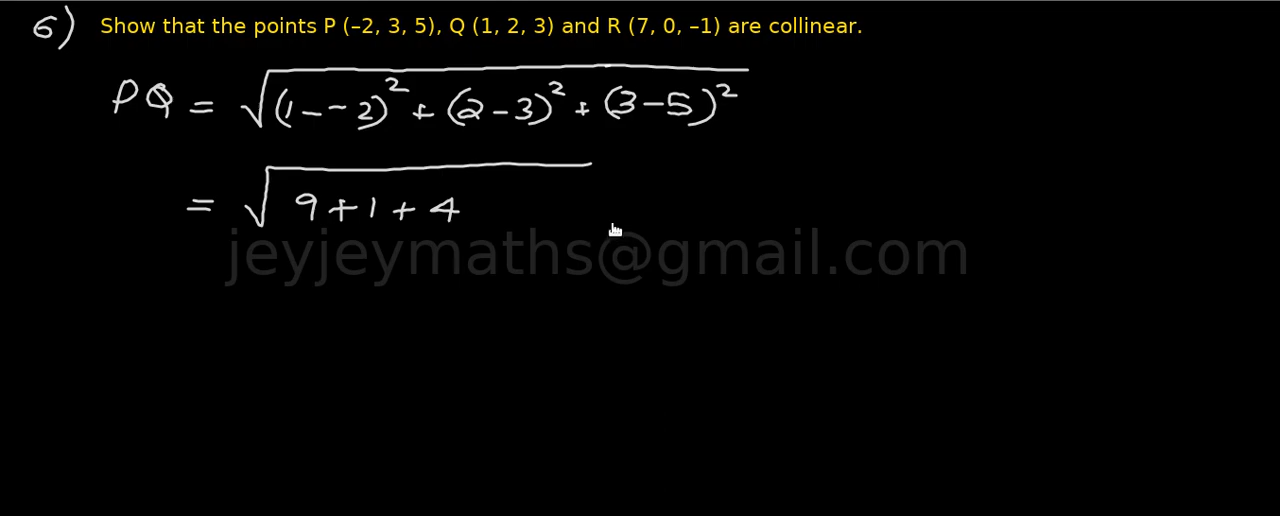 6) Show that the points P (–2, 3, 5), Q (1, 2, 3) and R (7, 0, –1) are collinear.
PQ = √((1--2)² + (2-3)² + (3-5)²)
= √(9+1+4)
jeyjeymaths@gmail.com